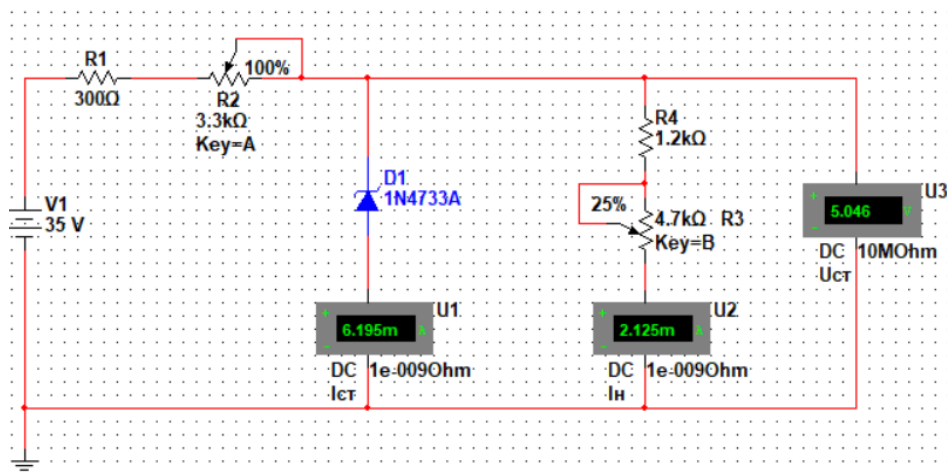 R1
300Ω
100%
R2
3.3kΩ
Key=A
V1
35 V
D1
1N4733A
R4
1.2kΩ
25%
4.7kΩ R3
Key=B
U3
+
5.046 V
-
DC 10MOhm
Uст
U1
+
6.195m A
-
DC 1e-009Ohm
Iст
U2
+
2.125m A
-
DC 1e-009Ohm
Iн